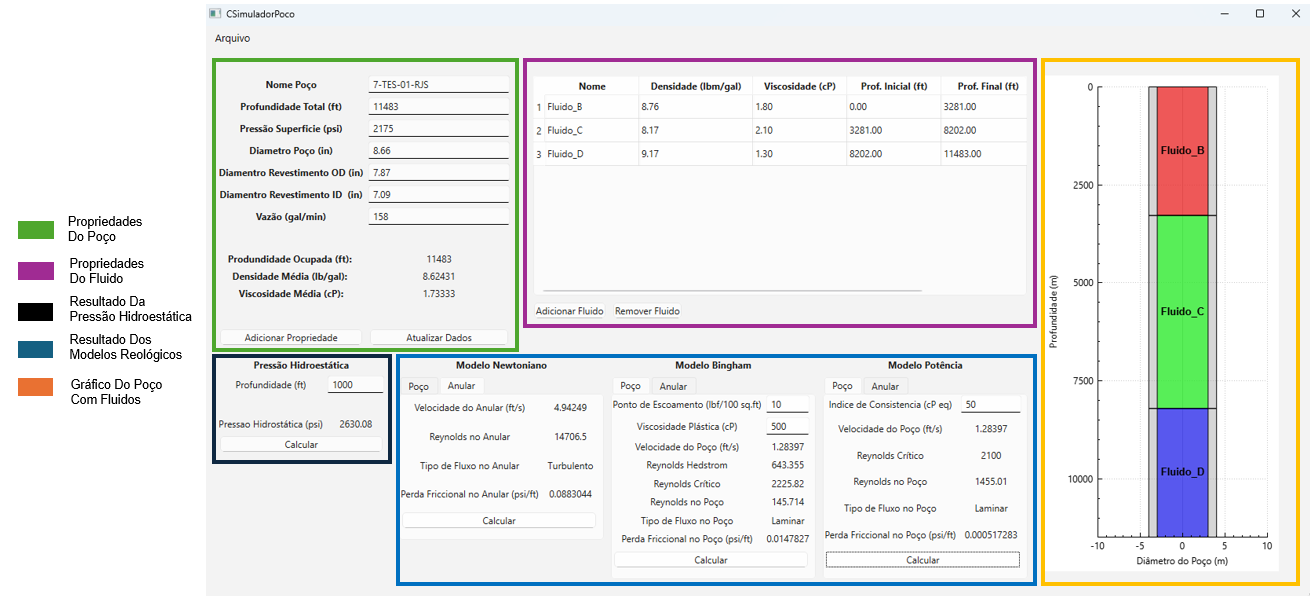 CSimuladorPoco
Arquivo
Propriedades
Do Poço
Propriedades
Do Fluido
Resultado Da
Pressão Hidroestática
Resultado Dos
Modelos Reológicos
Gráfico Do Poço
Com Fluidos
Nome Poço 7-TES-01-RJS
Profundidade Total (ft) 11483
Pressão Superficie (psi) 2175
Diametro Poço (in) 8.66
Diamentro Revestimento OD (in) 7.87
Diamentro Revestimento ID (in) 7.09
Vazão (gal/min) 158
Produndidade Ocupada (ft): 11483
Densidade Média (lb/gal): 8.62431
Viscosidade Média (cP): 1.73333
Adicionar Propriedade Atualizar Dados
Nome Densidade (lbm/gal) Viscosidade (cP) Prof. Inicial (ft) Prof. Final (ft)
1 Fluido_B 8.76 1.80 0.00 3281.00
2 Fluido_C 8.17 2.10 3281.00 8202.00
3 Fluido_D 9.17 1.30 8202.00 11483.00
Adicionar Fluido Remover Fluido
Pressão Hidroestática
Profundidade (ft) 1000
Pressao Hidrostática (psi) 2630.08
Calcular
Modelo Newtoniano
Poço Anular
Velocidade do Anular (ft/s) 4.94249
Reynolds no Anular 14706.5
Tipo de Fluxo no Anular Turbulento
Perda Friccional no Anular (psi/ft) 0.0883044
Calcular
Modelo Bingham
Poço Anular
Ponto de Escoamento (lbf/100 sq.ft) 10
Viscosidade Plástica (cP) 500
Velocidade do Poço (ft/s) 1.28397
Reynolds Hedstrom 643.355
Reynolds Crítico 2225.82
Reynolds no Poço 145.714
Tipo de Fluxo no Poço Laminar
Perda Friccional no Poço (psi/ft) 0.0147827
Calcular
Modelo Potência
Poço Anular
Indice de Consistencia (cP eq) 50
Velocidade do Poço (ft/s) 1.28397
Reynolds Crítico 2100
Reynolds no Poço 1455.01
Tipo de Fluxo no Poço Laminar
Perda Friccional no Poço (psi/ft) 0.000517283
Calcular
0
2500
5000
7500
10000
Profundidade (m)
Fluido_B
Fluido_C
Fluido_D
-10 -5 0 5 10
Diâmetro do Poço (m)